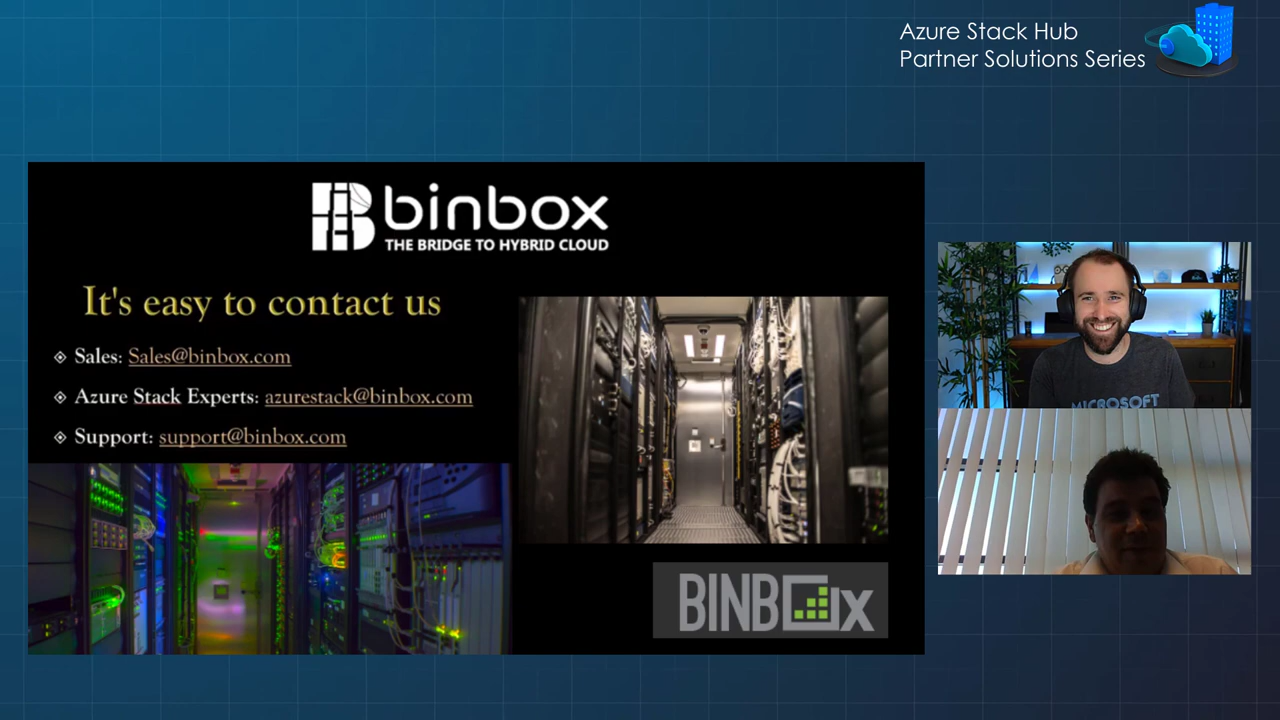 Azure Stack Hub
Partner Solutions Series
binbox
THE BRIDGE TO HYBRID CLOUD
It's easy to contact us
Sales: Sales@binbox.com
Azure Stack Experts: azurestack@binbox.com
Support: support@binbox.com
MICROSOFT
BINBOX